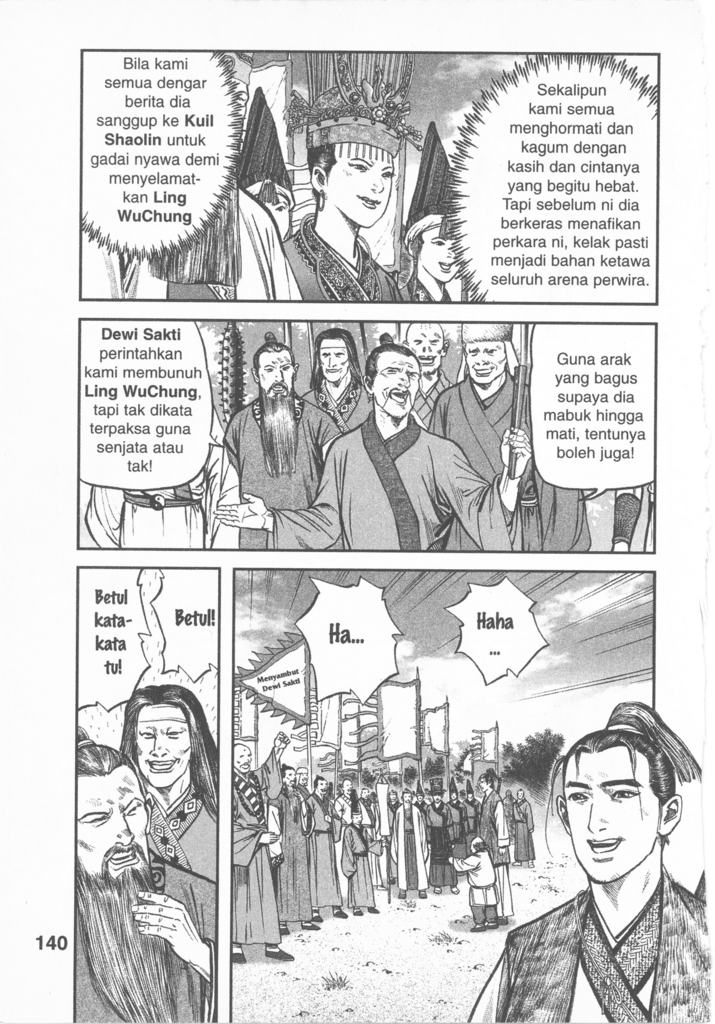 Bila kami
semua dengar
berita dia
sanggup ke Kuil
Shaolin untuk
gadai nyawa demi
menyelamat-
kan Ling
WuChung
Sekalipun
kami semua
menghormati dan
kagum dengan
kasih dan cintanya
yang begitu hebat.
Tapi sebelum ni dia
berkeras menafikan
perkara ni, kelak pasti
menjadi bahan ketawa
seluruh arena perwira.
Dewi Sakti
perintahkan
kami membunuh
Ling WuChung,
tapi tak dikata
terpaksa guna
senjata atau
tak!
Guna arak
yang bagus
supaya dia
mabuk hingga
mati, tentunya
boleh juga!
Betul
kata-
kata
tu!
Betul!
Ha...
Haha
...
Menyambut
Dewi Sakti
140